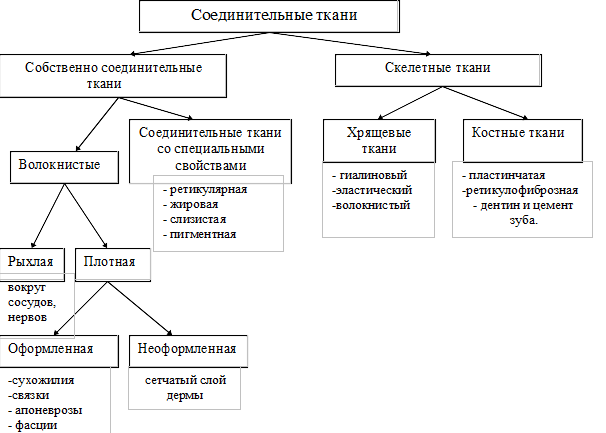 Соединительные ткани
Собственно соединительные
ткани
Скелетные ткани
Волокнистые
Соединительные ткани
со специальными
свойствами
- ретикулярная
- жировая
- слизистая
- пигментная
Хрящевые
ткани
- гиалиновый
-эластический
-волокнистый
Костные ткани
- пластинчатая
-ретикулофиброзная
- дентин и цемент
зуба.
Рыхлая
вокруг
сосудов,
нервов
Плотная
Оформленная
-сухожилия
-связки
- апоневрозы
- фасции
Неоформленная
сетчатый слой
дермы